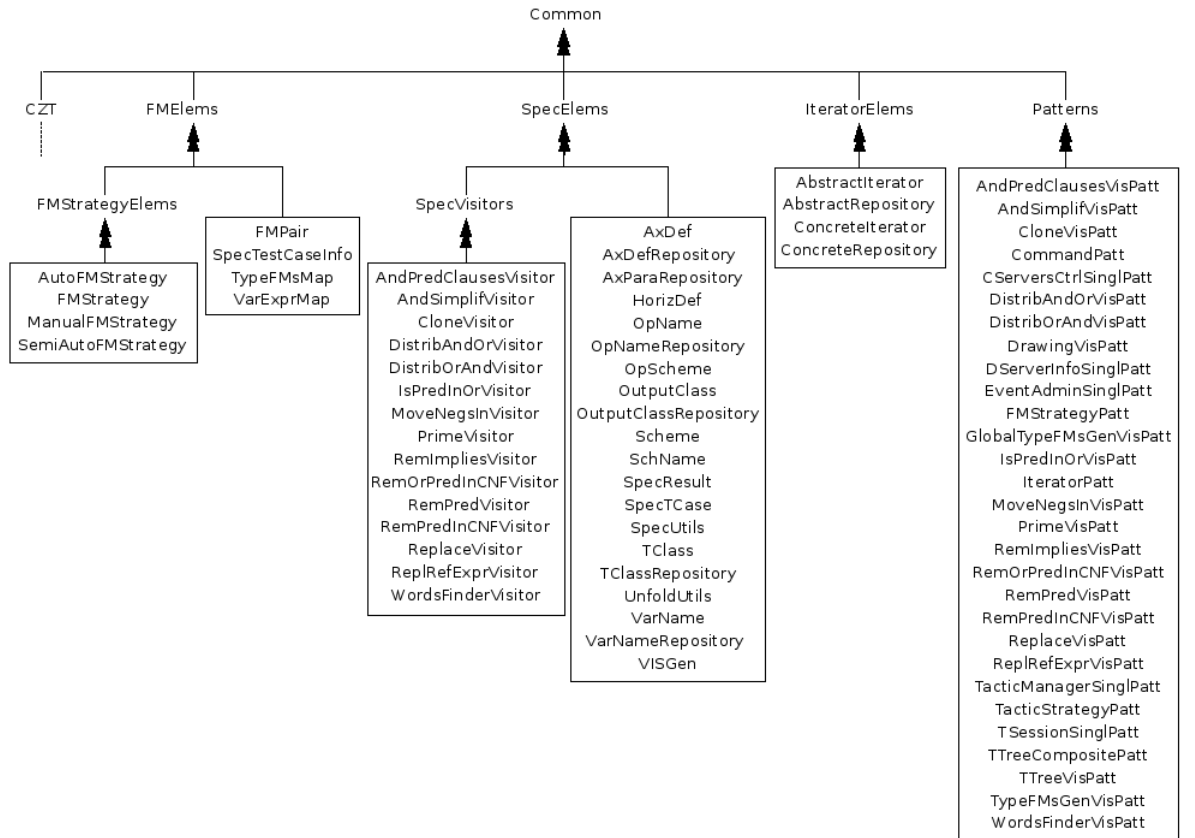 Common
CZT
FMElems
SpecElems
IteratorElems
Patterns
FMStrategyElems
AutoFMStrategy
FMStrategy
ManualFMStrategy
SemiAutoFMStrategy
FMPair
SpecTestCaseInfo
TypeFMsMap
VarExprMap
SpecVisitors
AndPredClausesVisitor
AndSimplifVisitor
CloneVisitor
DistribAndOrVisitor
DistribOrAndVisitor
IsPredInOrVisitor
MoveNegsInVisitor
PrimeVisitor
RemImpliesVisitor
RemOrPredInCNFVisitor
RemPredVisitor
RemPredInCNFVisitor
ReplaceVisitor
ReplRefExprVisitor
WordsFinderVisitor
AxDef
AxDefRepository
AxParaRepository
HorizDef
OpName
OpNameRepository
OpScheme
OutputClass
OutputClassRepository
Scheme
SchName
SpecResult
SpecTCase
SpecUtils
TClass
TClassRepository
UnfoldUtils
VarName
VarNameRepository
VISGen
AbstractIterator
AbstractRepository
ConcreteIterator
ConcreteRepository
AndPredClausesVisPatt
AndSimplifVisPatt
CloneVisPatt
CommandPatt
CServersCtrlSinglPatt
DistribAndOrVisPatt
DistribOrAndVisPatt
DrawingVisPatt
DServerInfoSinglPatt
EventAdminSinglPatt
FMStrategyPatt
GlobalTypeFMsGenVisPatt
IsPredInOrVisPatt
IteratorPatt
MoveNegsInVisPatt
PrimeVisPatt
RemImpliesVisPatt
RemOrPredInCNFVisPatt
RemPredVisPatt
RemPredInCNFVisPatt
ReplaceVisPatt
ReplRefExprVisPatt
TacticManagerSinglPatt
TacticStrategyPatt
TSessionSinglPatt
TTreeCompositePatt
TTreeVisPatt
TypeFMsGenVisPatt
WordsFinderVisPatt